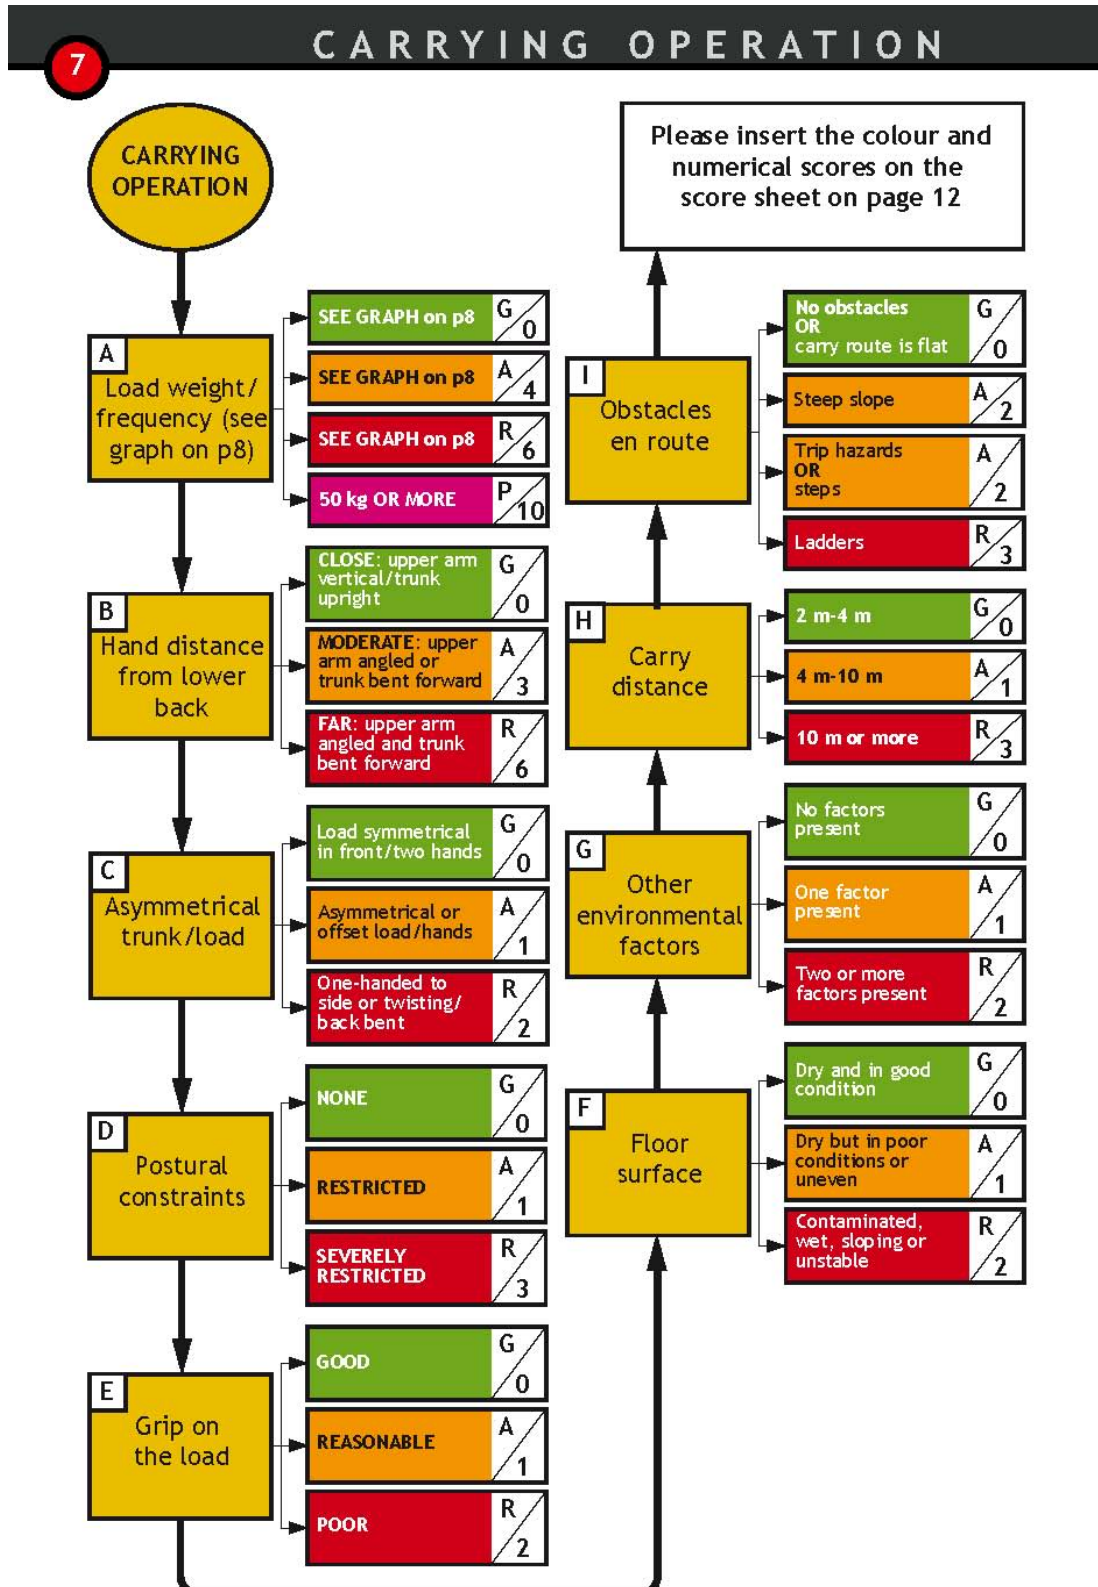 CARRYING OPERATION
7
CARRYING
OPERATION
A
Load weight/
frequency (see
graph on p8)
SEE GRAPH on p8
G
0
SEE GRAPH on p8
A
4
SEE GRAPH on p8
R
6
50 kg OR MORE
P
10
B
Hand distance
from lower
back
CLOSE: upper arm
vertical/trunk
upright
G
0
MODERATE: upper
arm angled or
trunk bent forward
A
3
FAR: upper arm
angled and trunk
bent forward
R
6
C
Asymmetrical
trunk/load
Load symmetrical
in front/two hands
G
0
Asymmetrical or
offset load/hands
A
1
One-handed to
side or twisting/
back bent
R
2
D
Postural
constraints
NONE
G
0
RESTRICTED
A
1
SEVERELY
RESTRICTED
R
3
E
Grip on
the load
GOOD
G
0
REASONABLE
A
1
POOR
R
2
Please insert the colour and
numerical scores on the
score sheet on page 12
I
Obstacles
en route
No obstacles
OR
carry route is flat
G
0
Steep slope
A
2
Trip hazards
OR
steps
A
2
Ladders
R
3
H
Carry
distance
2 m-4 m
G
0
4 m-10 m
A
1
10 m or more
R
3
G
Other
environmental
factors
No factors
present
G
0
One factor
present
A
1
Two or more
factors present
R
2
F
Floor
surface
Dry and in good
condition
G
0
Dry but in poor
conditions or
uneven
A
1
Contaminated,
wet, sloping or
unstable
R
2